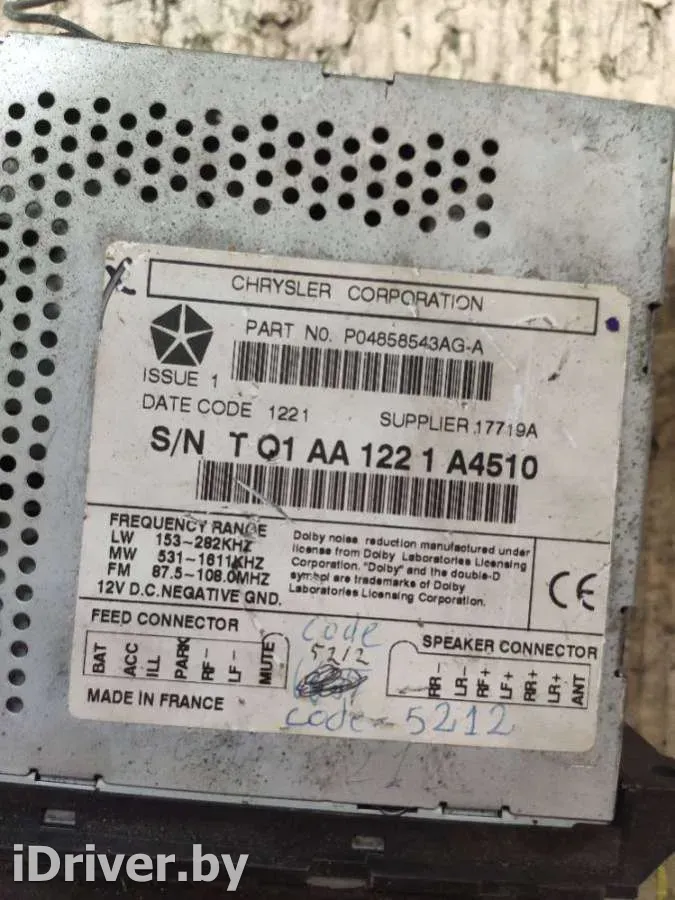 CHRYSLER CORPORATION
PART NO. P04858543AG-A
ISSUE 1
DATE CODE 1221 SUPPLIER 17719A
S/N T Q1 AA 122 1 A4510
FREQUENCY RANGE
LW 153~282KHZ
MW 531~1611KHZ
FM 87.5~108.0MHZ
12V D.C.NEGATIVE GND.
Dolby noise reduction manufactured under
license from Dolby Laboratories Licensing
Corporation. "Dolby" and the double-D
symbol are trademarks of Dolby
Laboratories Licensing Corporation.
CE
FEED CONNECTOR
BAT
ACC
ILL
PARK
RF-
LF-
MUTE
MADE IN FRANCE
code
5212
code-5212
SPEAKER CONNECTOR
RR-
LR-
RF+
LF+
RR+
LR+
ANT
iDriver.by